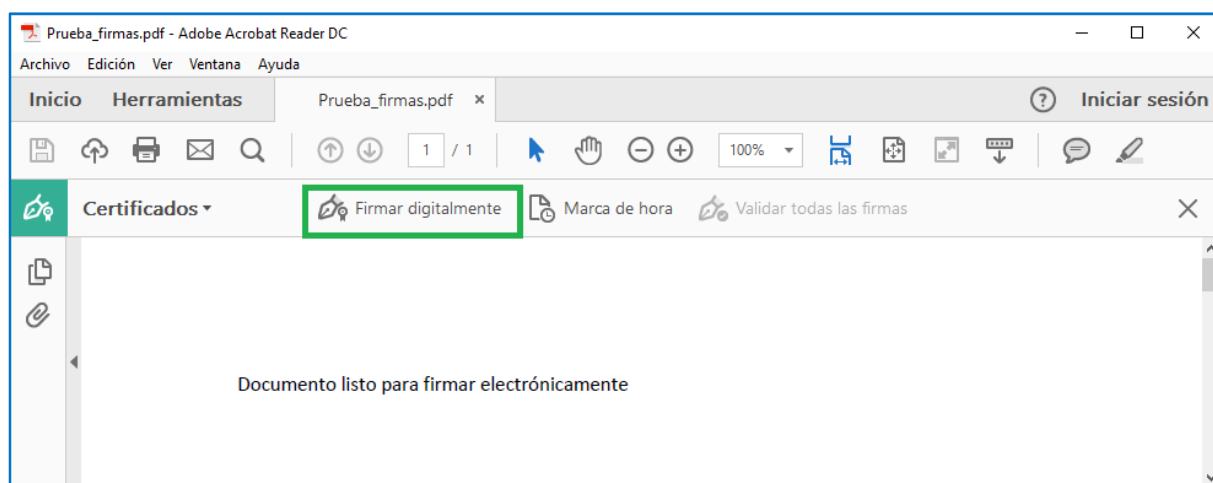 Prueba_firmas.pdf - Adobe Acrobat Reader DC
Archivo Edición Ver Ventana Ayuda
Inicio Herramientas Prueba_firmas.pdf × ? Iniciar sesión
1 / 1 100%
Certificados Firmar digitalmente Marca de hora Validar todas las firmas
Documento listo para firmar electrónicamente